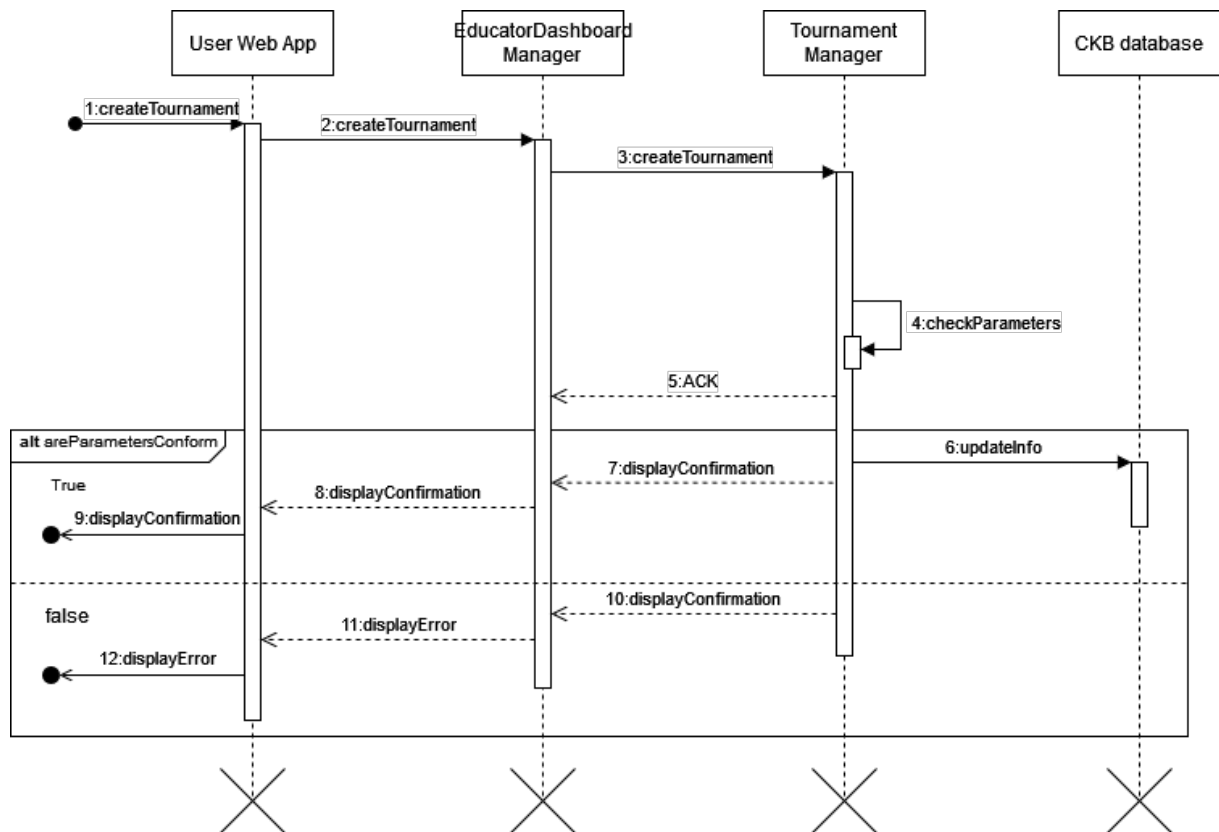 User Web App
EducatorDashboard
Manager
Tournament
Manager
CKB database
1:createTournament
2:createTournament
3:createTournament
4:checkParameters
5:ACK
alt areParametersConform
6:updateInfo
7:displayConfirmation
True
8:displayConfirmation
9:displayConfirmation
10:displayConfirmation
false
11:displayError
12:displayError